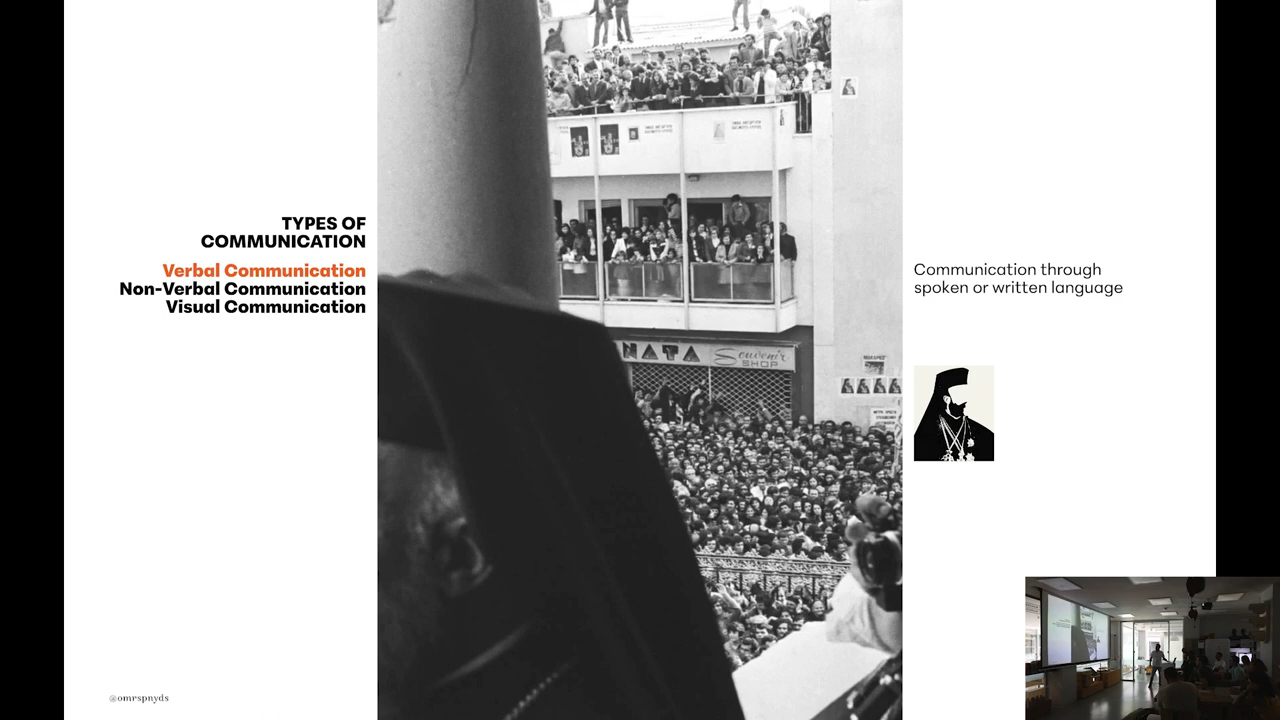 TYPES OF
COMMUNICATION
Verbal Communication
Non-Verbal Communication
Visual Communication
Communication through
spoken or written language
NATA
Souvenir
SHOP
@omrspnyds